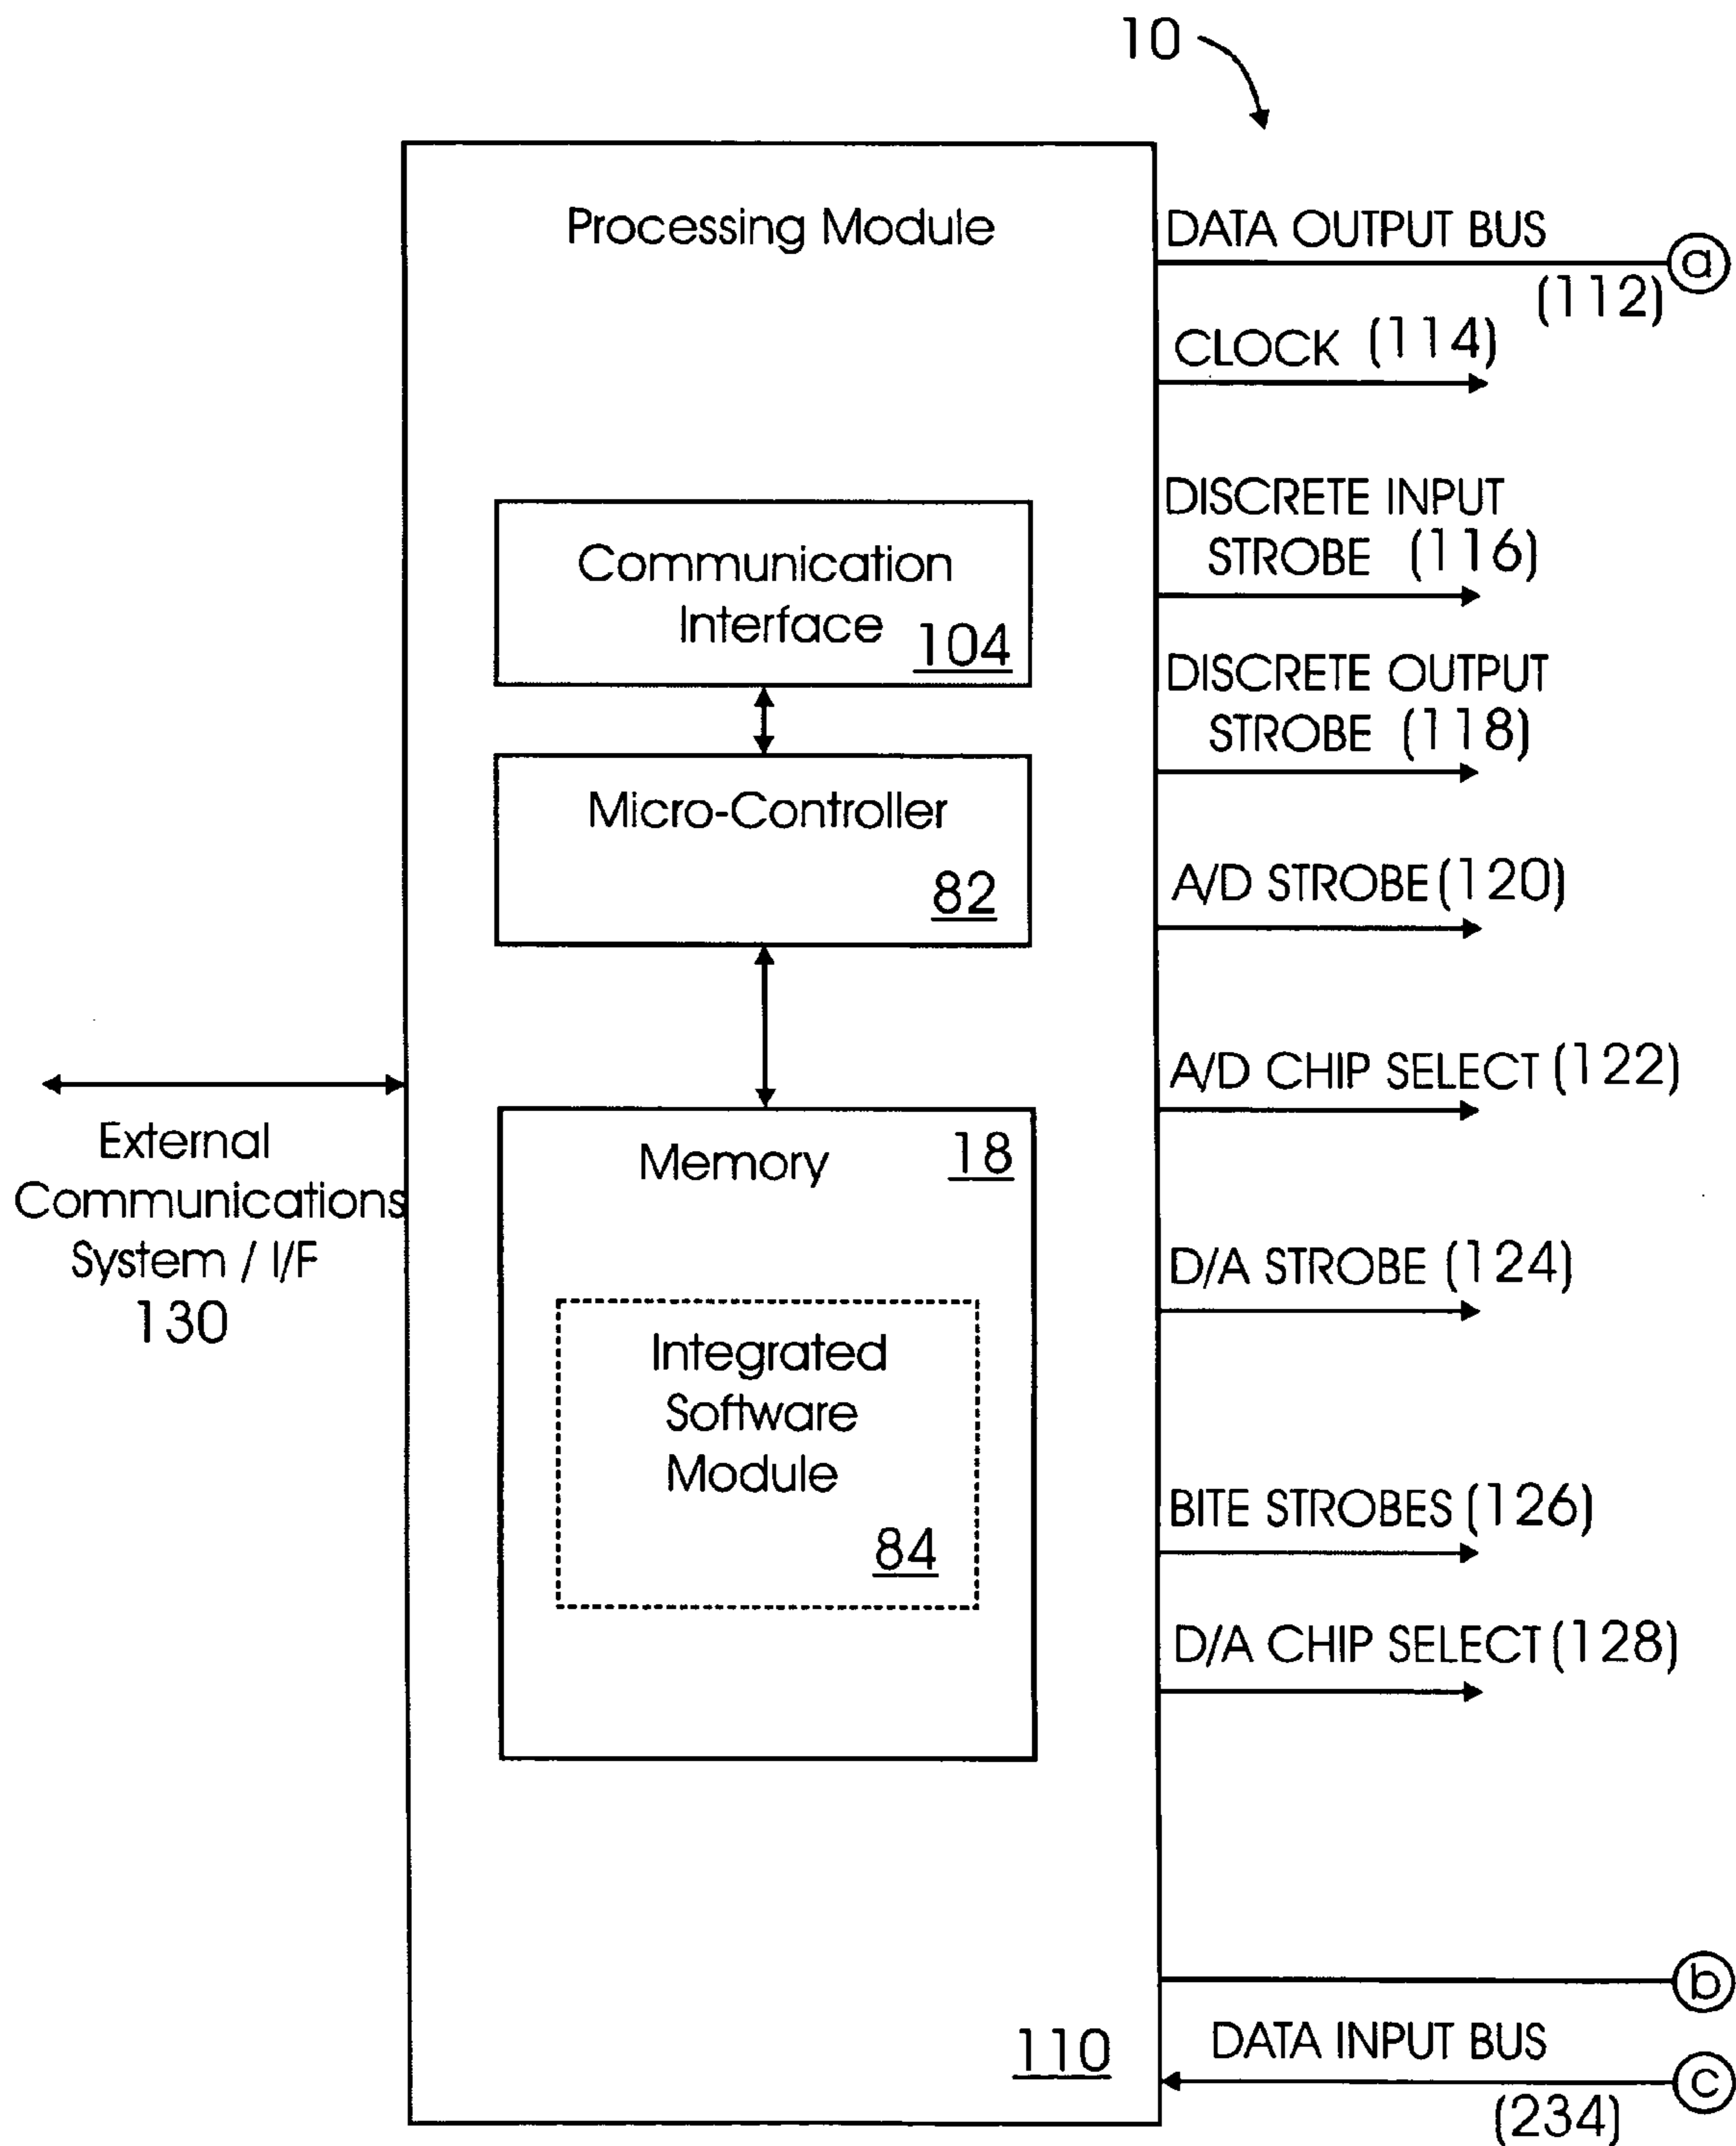 10
Processing Module
DATA OUTPUT BUS
(112)
a
CLOCK (114)
DISCRETE INPUT
STROBE (116)
Communication
Interface
104
DISCRETE OUTPUT
STROBE (118)
Micro-Controller
82
A/D STROBE (120)
A/D CHIP SELECT (122)
External
Communications
System / I/F
130
Memory
18
D/A STROBE (124)
Integrated
Software
Module
84
BITE STROBES (126)
D/A CHIP SELECT (128)
b
110
DATA INPUT BUS
c
(234)